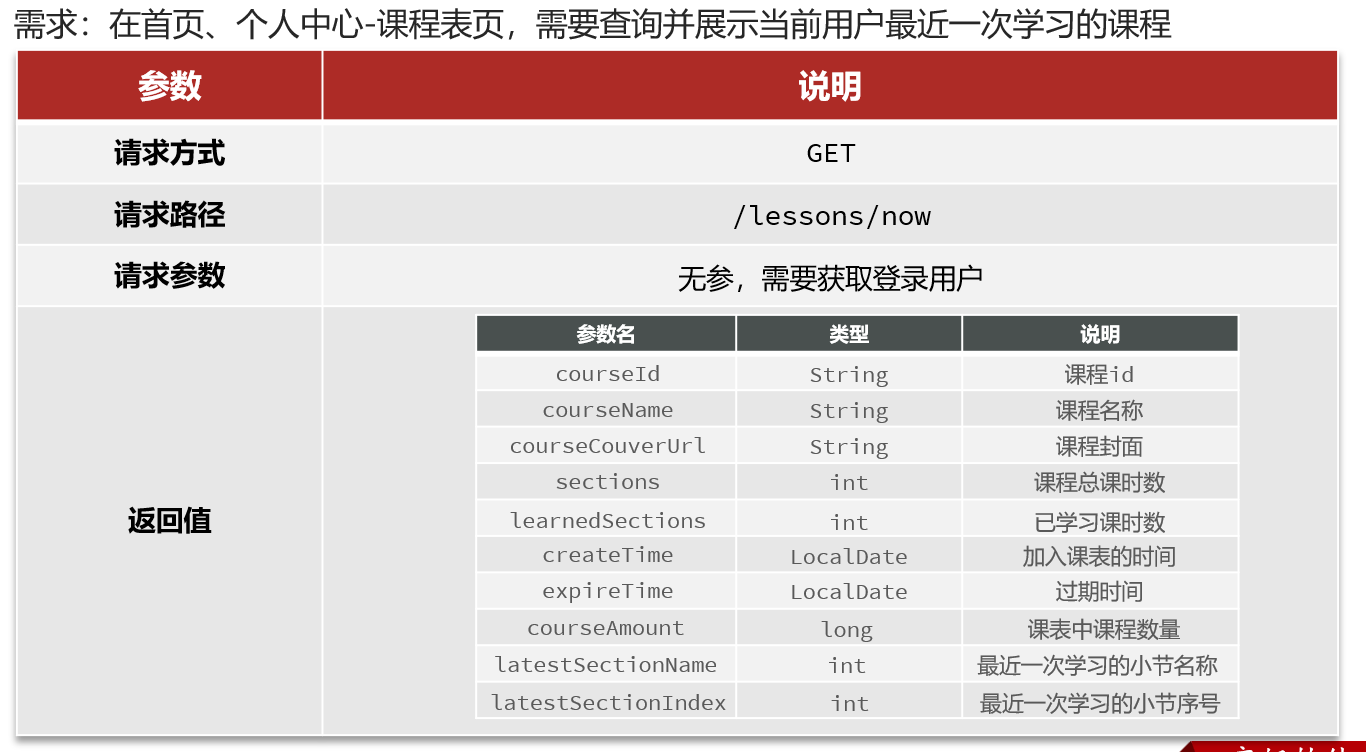 需求：在首页、个人中心-课程表页，需要查询并展示当前用户最近一次学习的课程
参数 说明
请求方式 GET
请求路径 /lessons/now
请求参数 无参，需要获取登录用户
返回值
参数名 类型 说明
courseId String 课程id
courseName String 课程名称
courseCouverUrl String 课程封面
sections int 课程总课时数
learnedSections int 已学习课时数
createTime LocalDate 加入课表的时间
expireTime LocalDate 过期时间
courseAmount long 课表中课程数量
latestSectionName int 最近一次学习的小节名称
latestSectionIndex int 最近一次学习的小节序号